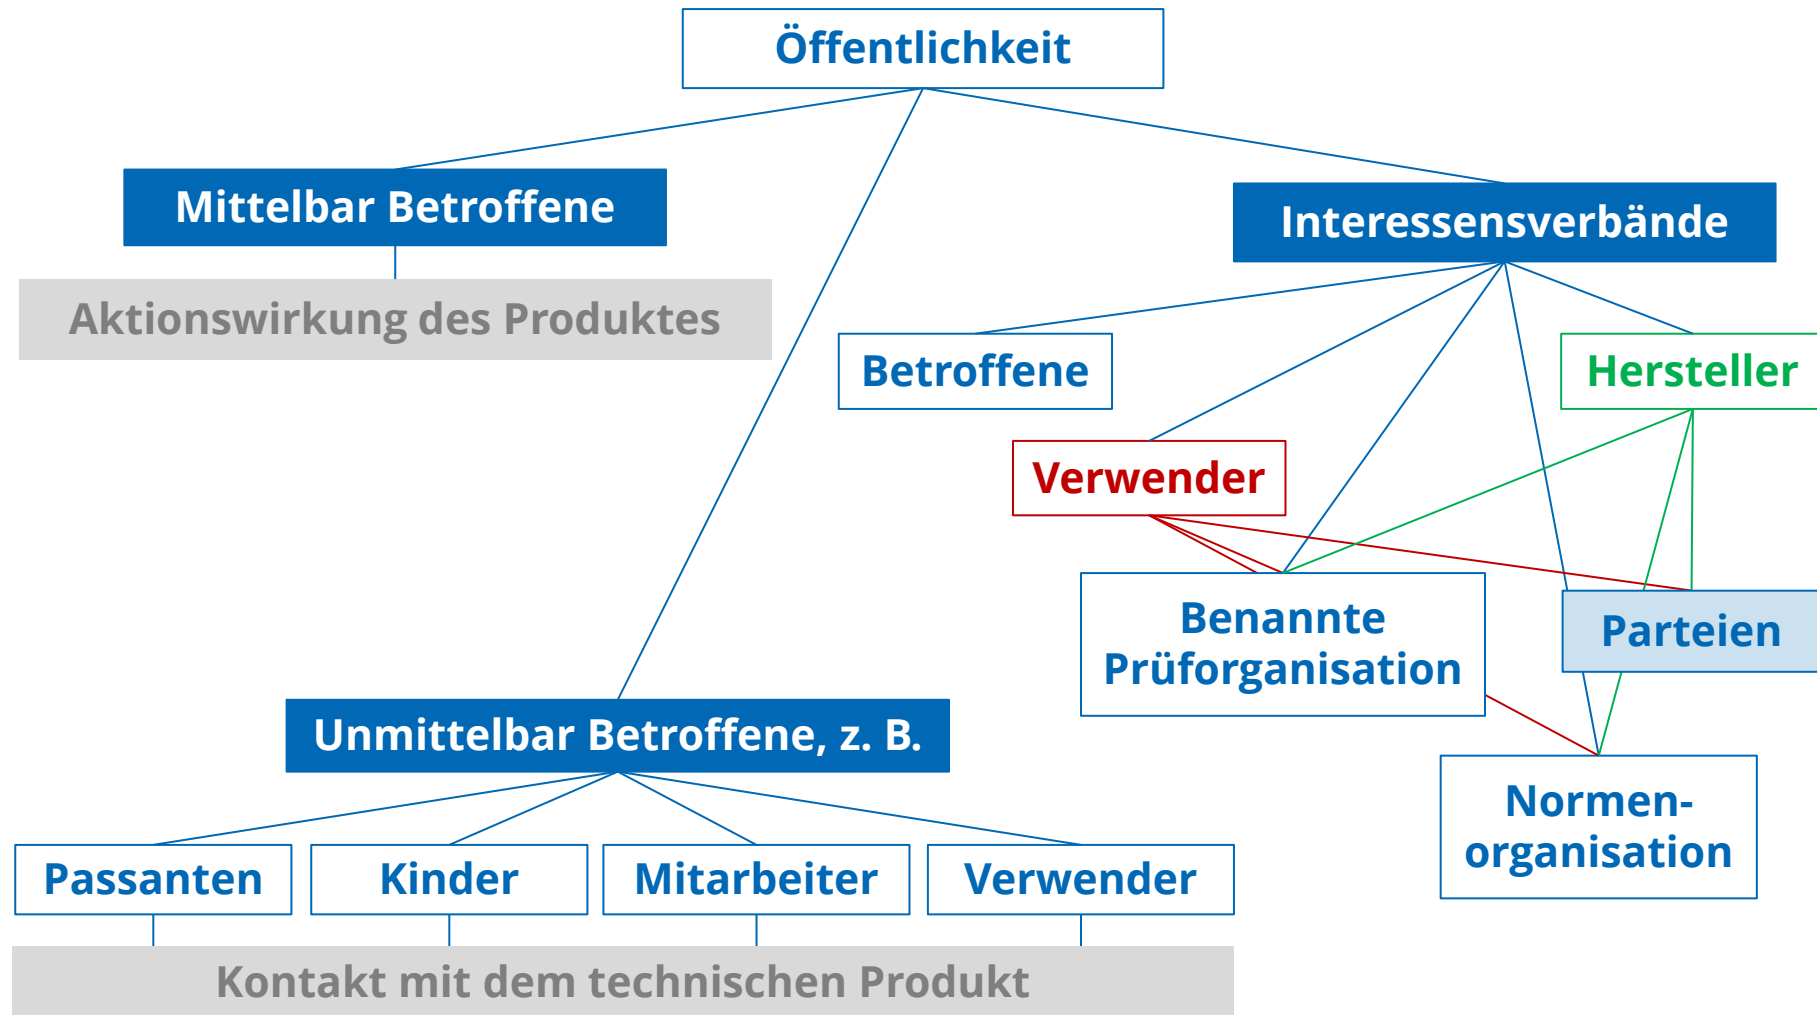 Öffentlichkeit
Mittelbar Betroffene
Interessensverbände
Aktionswirkung des Produktes
Betroffene
Hersteller
Verwender
Benannte
Prüforganisation
Parteien
Unmittelbar Betroffene, z. B.
Normen-
organisation
Passanten
Kinder
Mitarbeiter
Verwender
Kontakt mit dem technischen Produkt